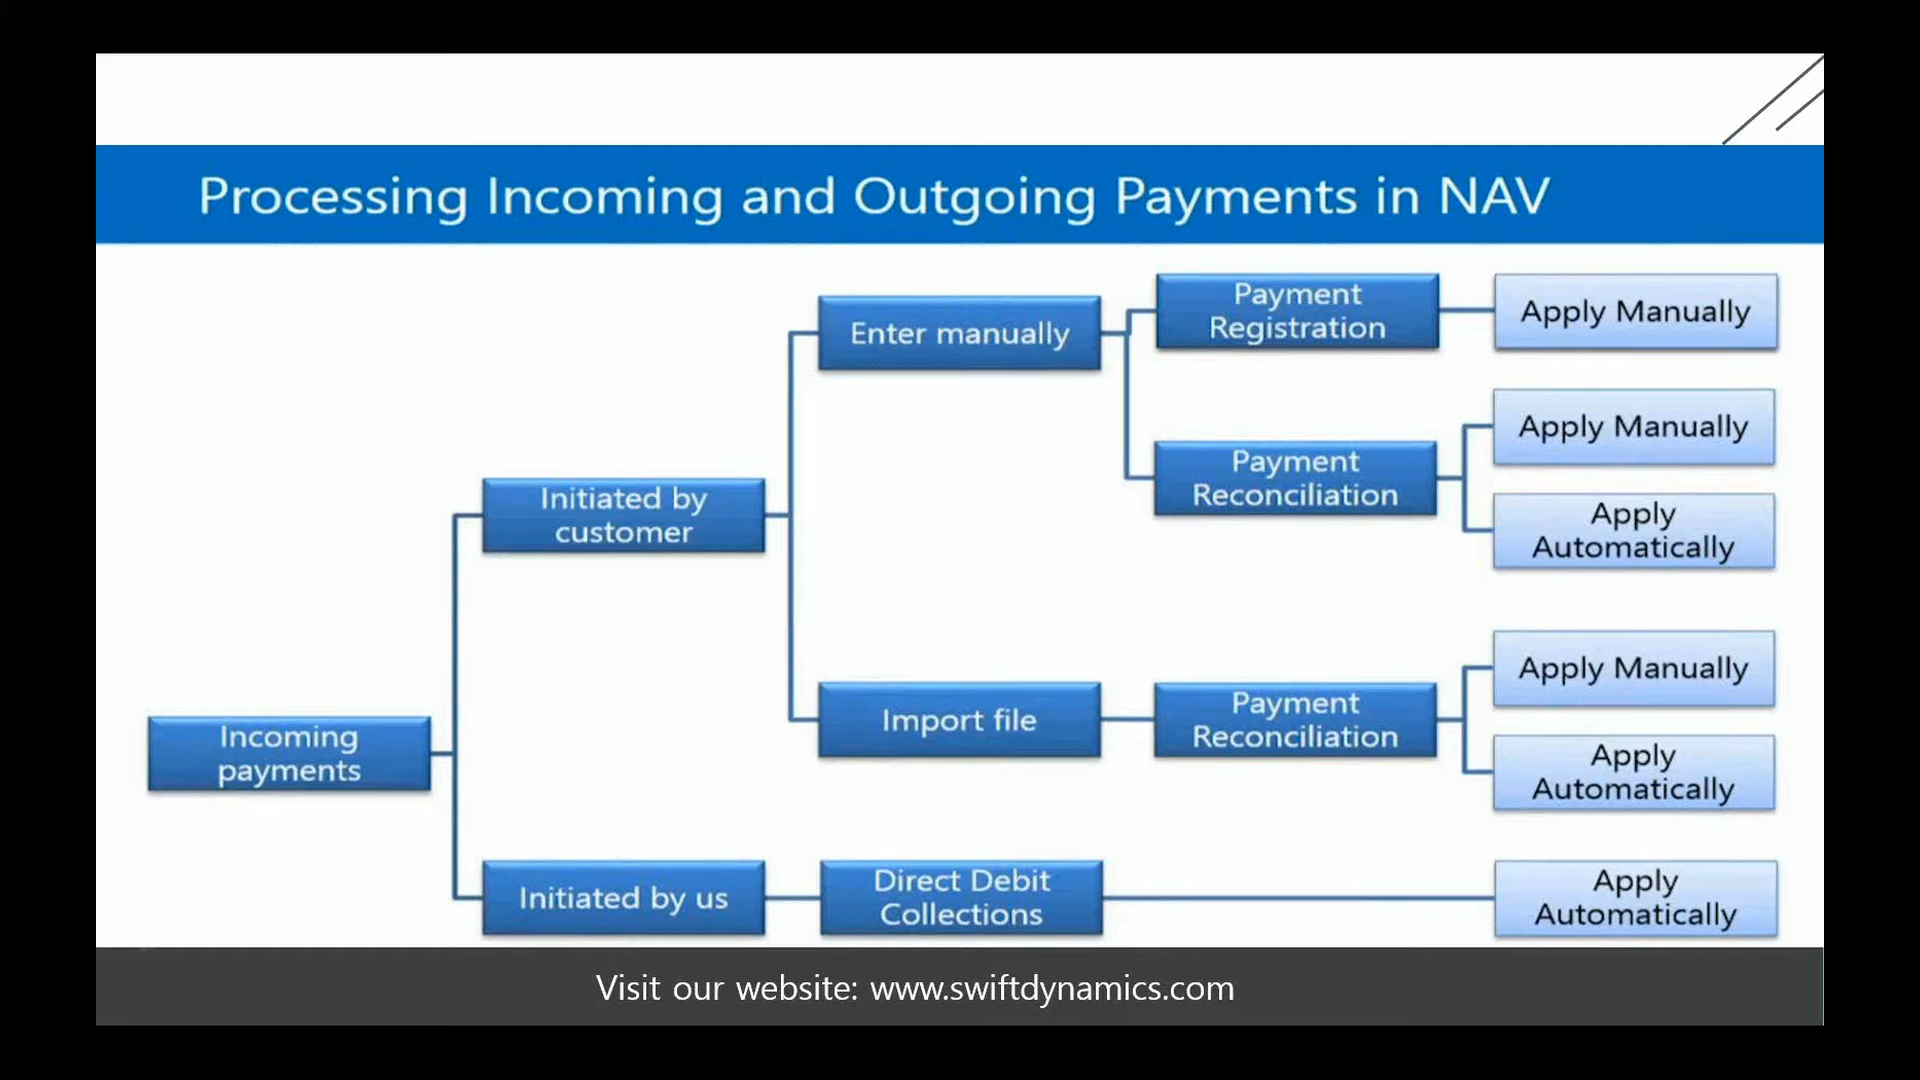 Processing Incoming and Outgoing Payments in NAV
Incoming
payments
Initiated by
customer
Enter manually
Payment
Registration
Apply Manually
Payment
Reconciliation
Apply Manually
Apply
Automatically
Import file
Payment
Reconciliation
Apply Manually
Apply
Automatically
Initiated by us
Direct Debit
Collections
Apply
Automatically
Visit our website: www.swiftdynamics.com